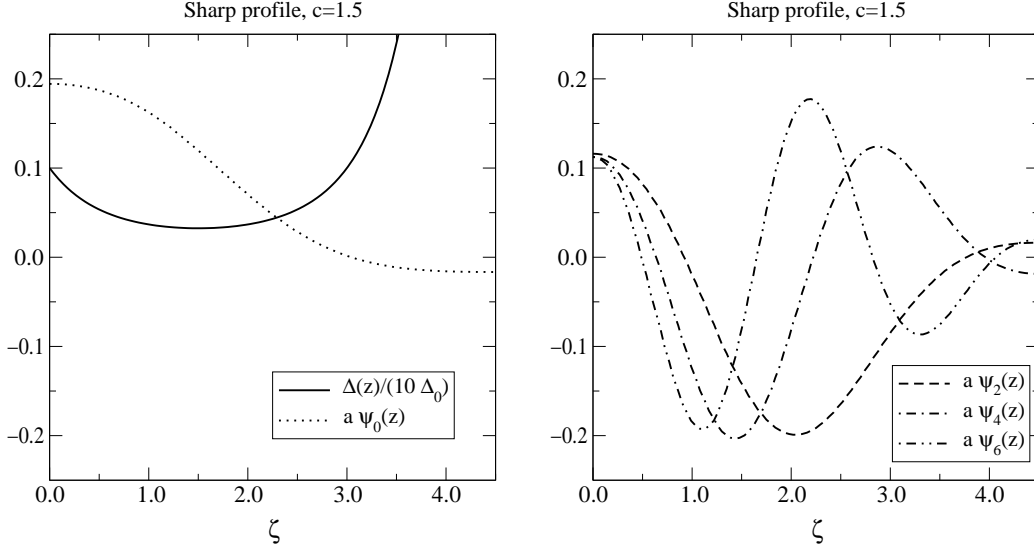 Sharp profile, c=1.5
0.2
0.1
0.0
−0.1
−0.2
0.0 1.0 2.0 3.0 4.0
ζ
Δ(z)/(10 Δ₀)
a ψ₀(z)
Sharp profile, c=1.5
0.2
0.1
0.0
−0.1
−0.2
0.0 1.0 2.0 3.0 4.0
ζ
a ψ₂(z)
a ψ₄(z)
a ψ₆(z)